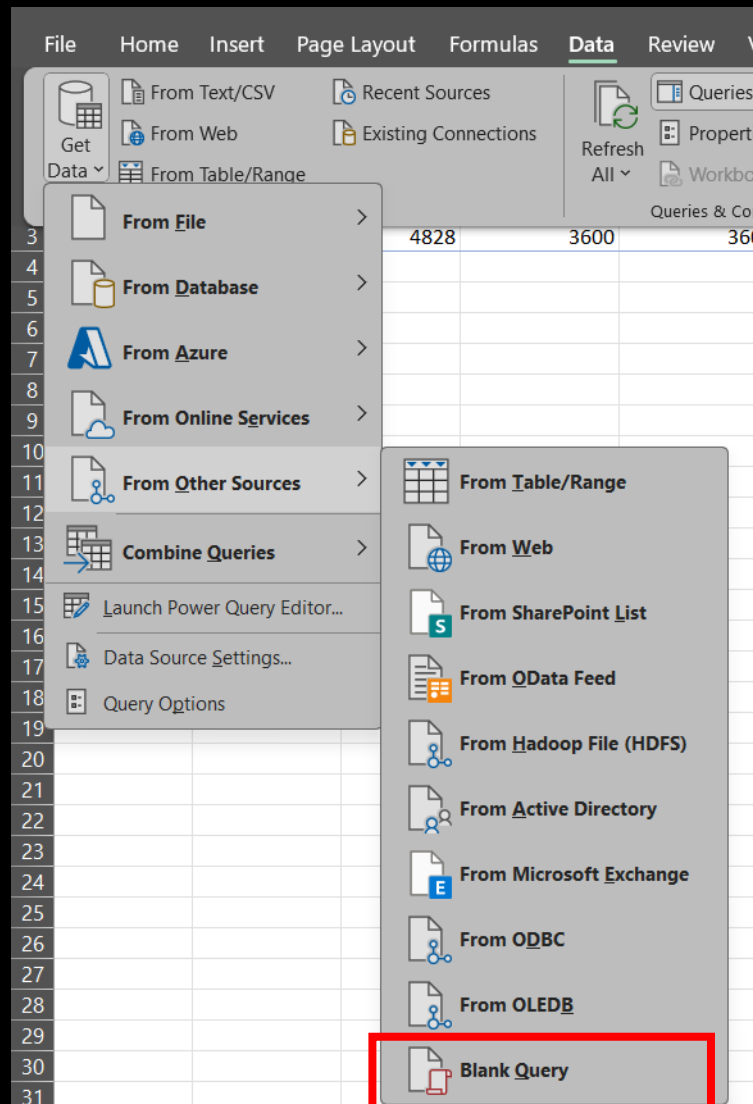 File Home Insert Page Layout Formulas Data Review
Get Data
From Text/CSV
From Web
From Table/Range
Recent Sources
Existing Connections
Refresh All
Queries
Queries & Co
3 4828 3600
4
5
6
7
8
9
10
11
12
13
14
15
16
17
18
19
20
21
22
23
24
25
26
27
28
29
30
31
From File
From Database
From Azure
From Online Services
From Other Sources
Combine Queries
Launch Power Query Editor...
Data Source Settings...
Query Options
From Table/Range
From Web
From SharePoint List
S
From OData Feed
From Hadoop File (HDFS)
From Active Directory
From Microsoft Exchange
E
From ODBC
From OLEDB
Blank Query